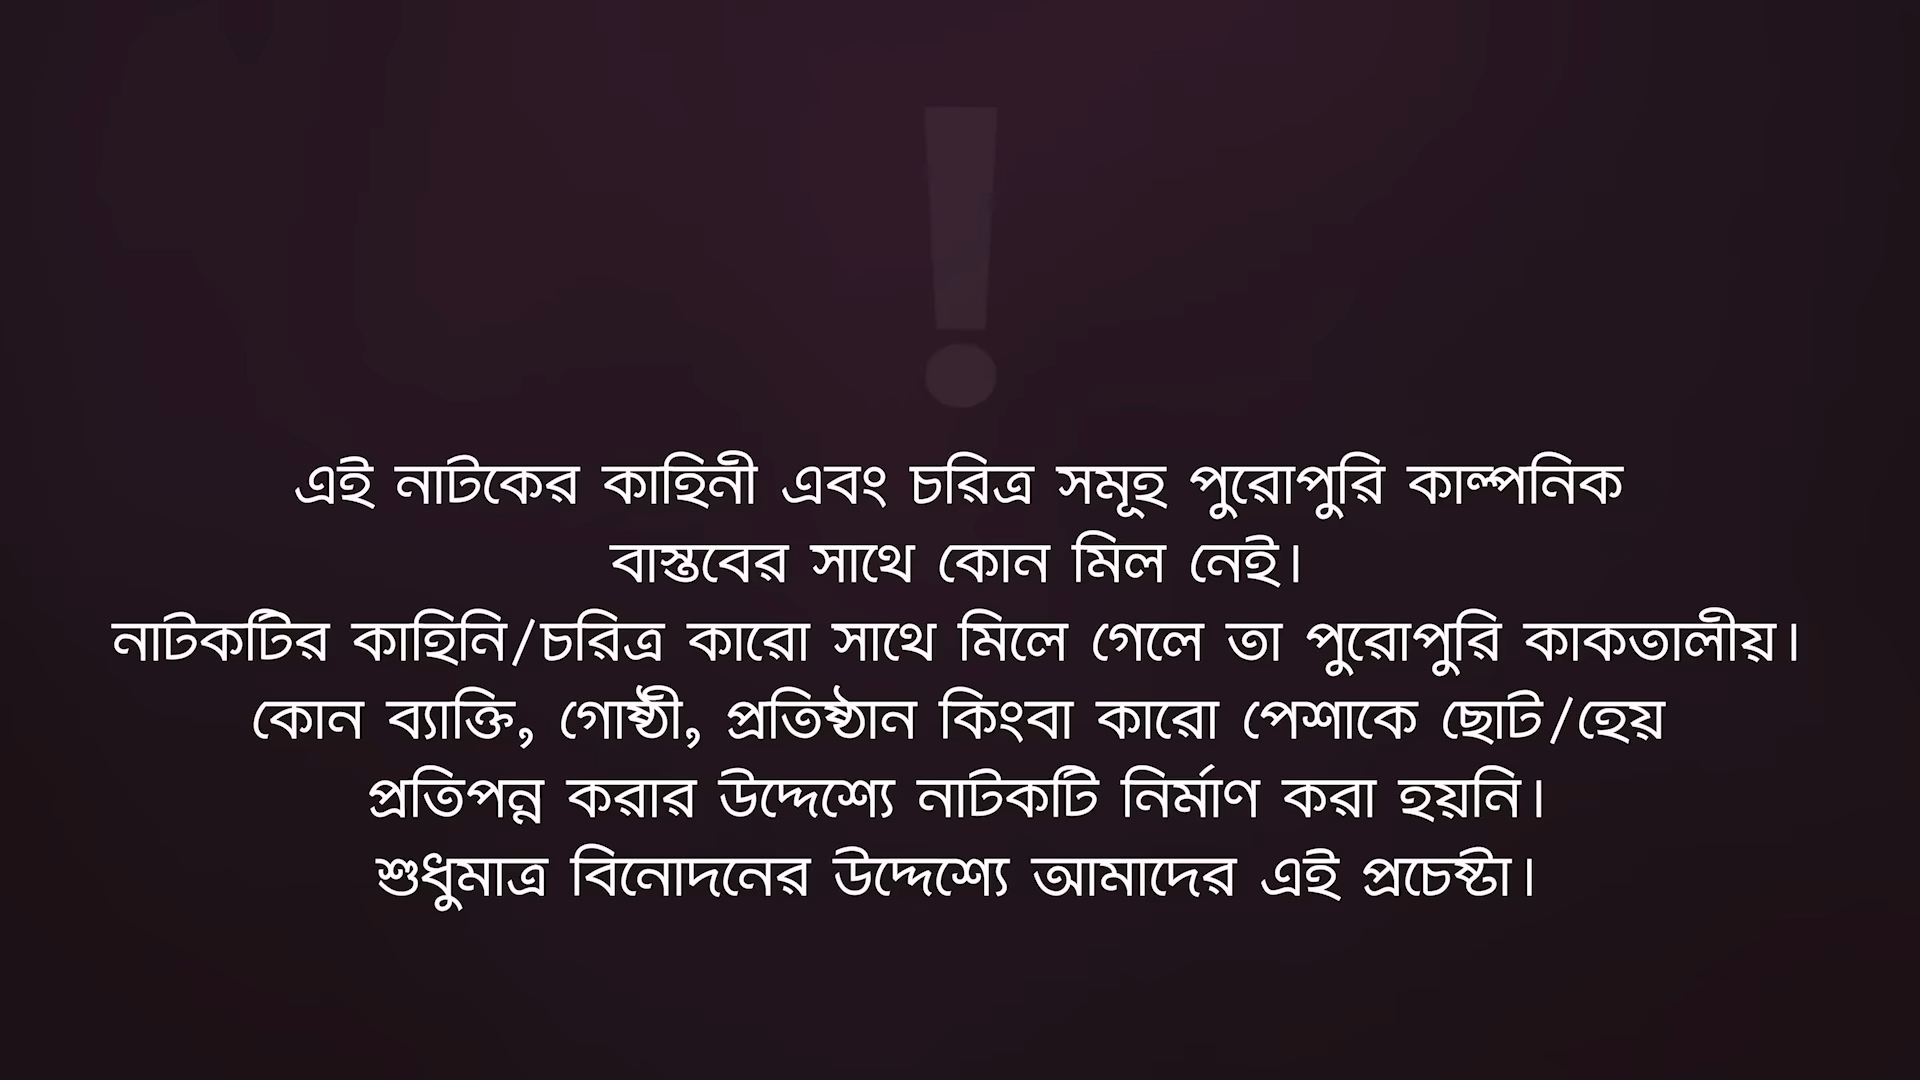 এই নাটকের কাহিনী এবং চরিত্র সমূহ পুরোপুরি কাল্পনিক
বাস্তবের সাথে কোন মিল নেই।
নাটকটির কাহিনি/চরিত্র কারো সাথে মিলে গেলে তা পুরোপুরি কাকতালীয়।
কোন ব্যাক্তি, গোষ্ঠী, প্রতিষ্ঠান কিংবা কারো পেশাকে ছোট/হেয়
প্রতিপন্ন করার উদ্দেশ্যে নাটকটি নির্মাণ করা হয়নি।
শুধুমাত্র বিনোদনের উদ্দেশ্যে আমাদের এই প্রচেষ্টা।